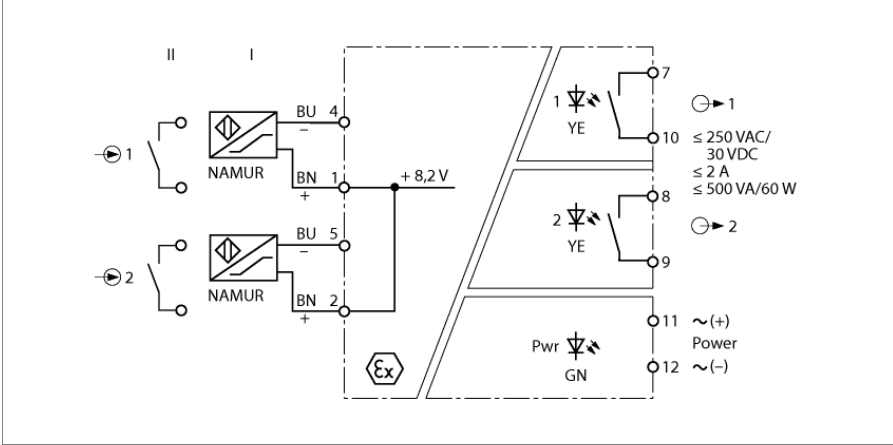 II I
BU 4
–
1
NAMUR
BN 1
+
+ 8,2 V
BU 5
–
2
NAMUR
BN 2
+
Ex
1
YE
7
10
1
≤ 250 VAC/
30 VDC
≤ 2 A
≤ 500 VA/60 W
2
YE
8
9
2
Pwr
GN
11 ~ (+)
Power
12 ~ (–)